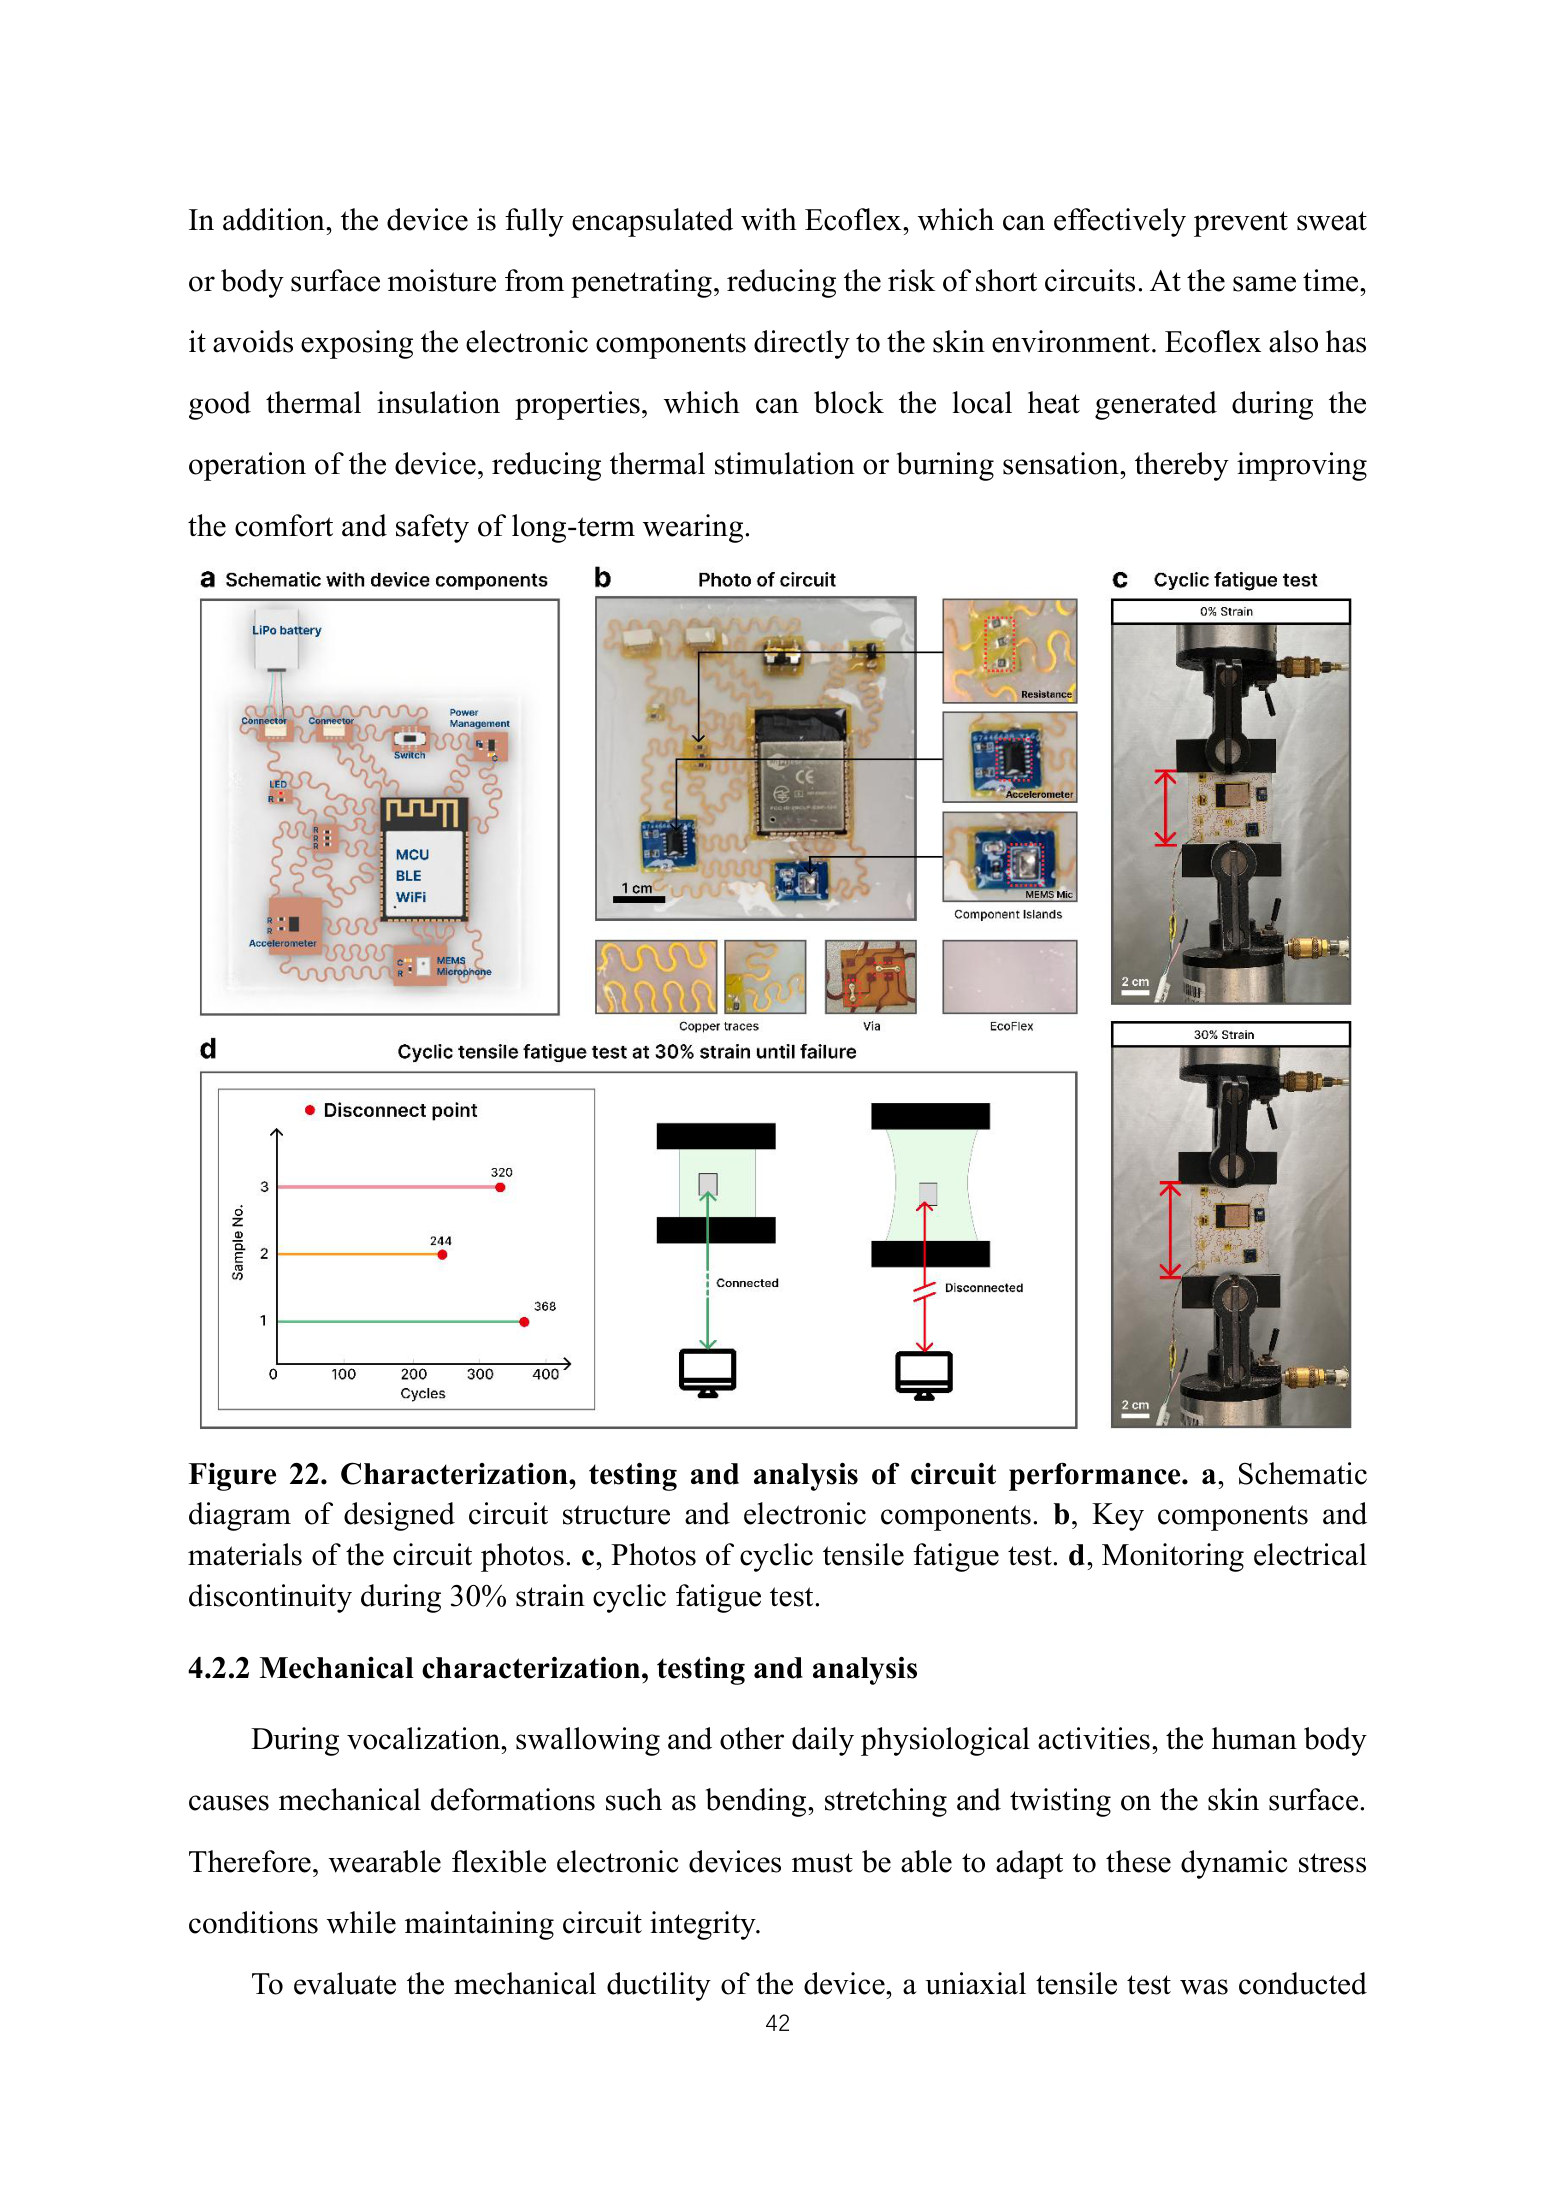 In addition, the device is fully encapsulated with Ecoflex, which can effectively prevent sweat
or body surface moisture from penetrating, reducing the risk of short circuits. At the same time,
it avoids exposing the electronic components directly to the skin environment. Ecoflex also has
good thermal insulation properties, which can block the local heat generated during the
operation of the device, reducing thermal stimulation or burning sensation, thereby improving
the comfort and safety of long-term wearing.
a Schematic with device components
LiPo battery
Connector
Connector
Power
Management
Switch
C
LED
R
R
R
R
MCU
BLE
WiFi
R
R
Accelerometer
C
R
MEMS
Microphone
b Photo of circuit
CE
1 cm
Resistance
Accelerometer
MEMS Mic
Component Islands
Copper traces
Via
EcoFlex
c Cyclic fatigue test
0% Strain
2 cm
30% Strain
2 cm
d Cyclic tensile fatigue test at 30% strain until failure
Disconnect point
Sample No.
3
320
2
244
1
368
0
100
200
300
400
Cycles
Connected
Disconnected
Figure 22. Characterization, testing and analysis of circuit performance. a, Schematic
diagram of designed circuit structure and electronic components. b, Key components and
materials of the circuit photos. c, Photos of cyclic tensile fatigue test. d, Monitoring electrical
discontinuity during 30% strain cyclic fatigue test.
4.2.2 Mechanical characterization, testing and analysis
During vocalization, swallowing and other daily physiological activities, the human body
causes mechanical deformations such as bending, stretching and twisting on the skin surface.
Therefore, wearable flexible electronic devices must be able to adapt to these dynamic stress
conditions while maintaining circuit integrity.
To evaluate the mechanical ductility of the device, a uniaxial tensile test was conducted
42